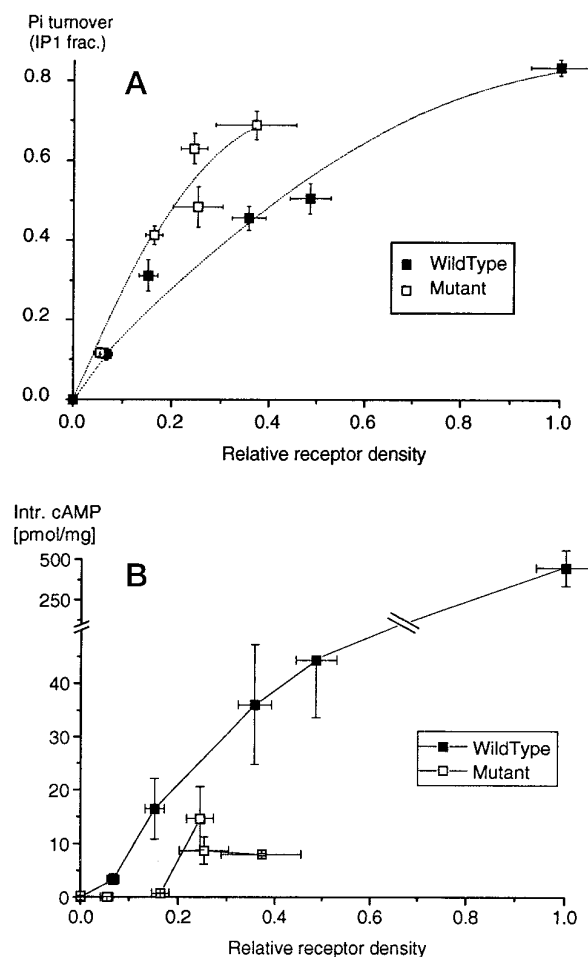 Pi turnover
(IP1 frac.)
A
0.8
0.6
0.4
0.2
0.0
WildType
Mutant
0.0 0.2 0.4 0.6 0.8 1.0
Relative receptor density
Intr. cAMP
[pmol/mg]
B
500
250
40
30
20
10
0
WildType
Mutant
0.0 0.2 0.4 0.6 0.8 1.0
Relative receptor density